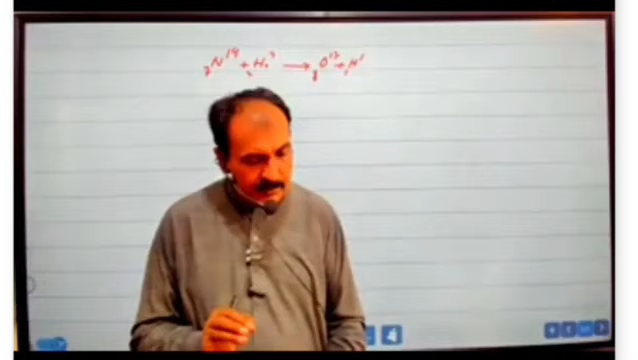 ₇N¹⁴ + ₂He⁴ ⟶ ₈O¹⁷ + ₁H¹